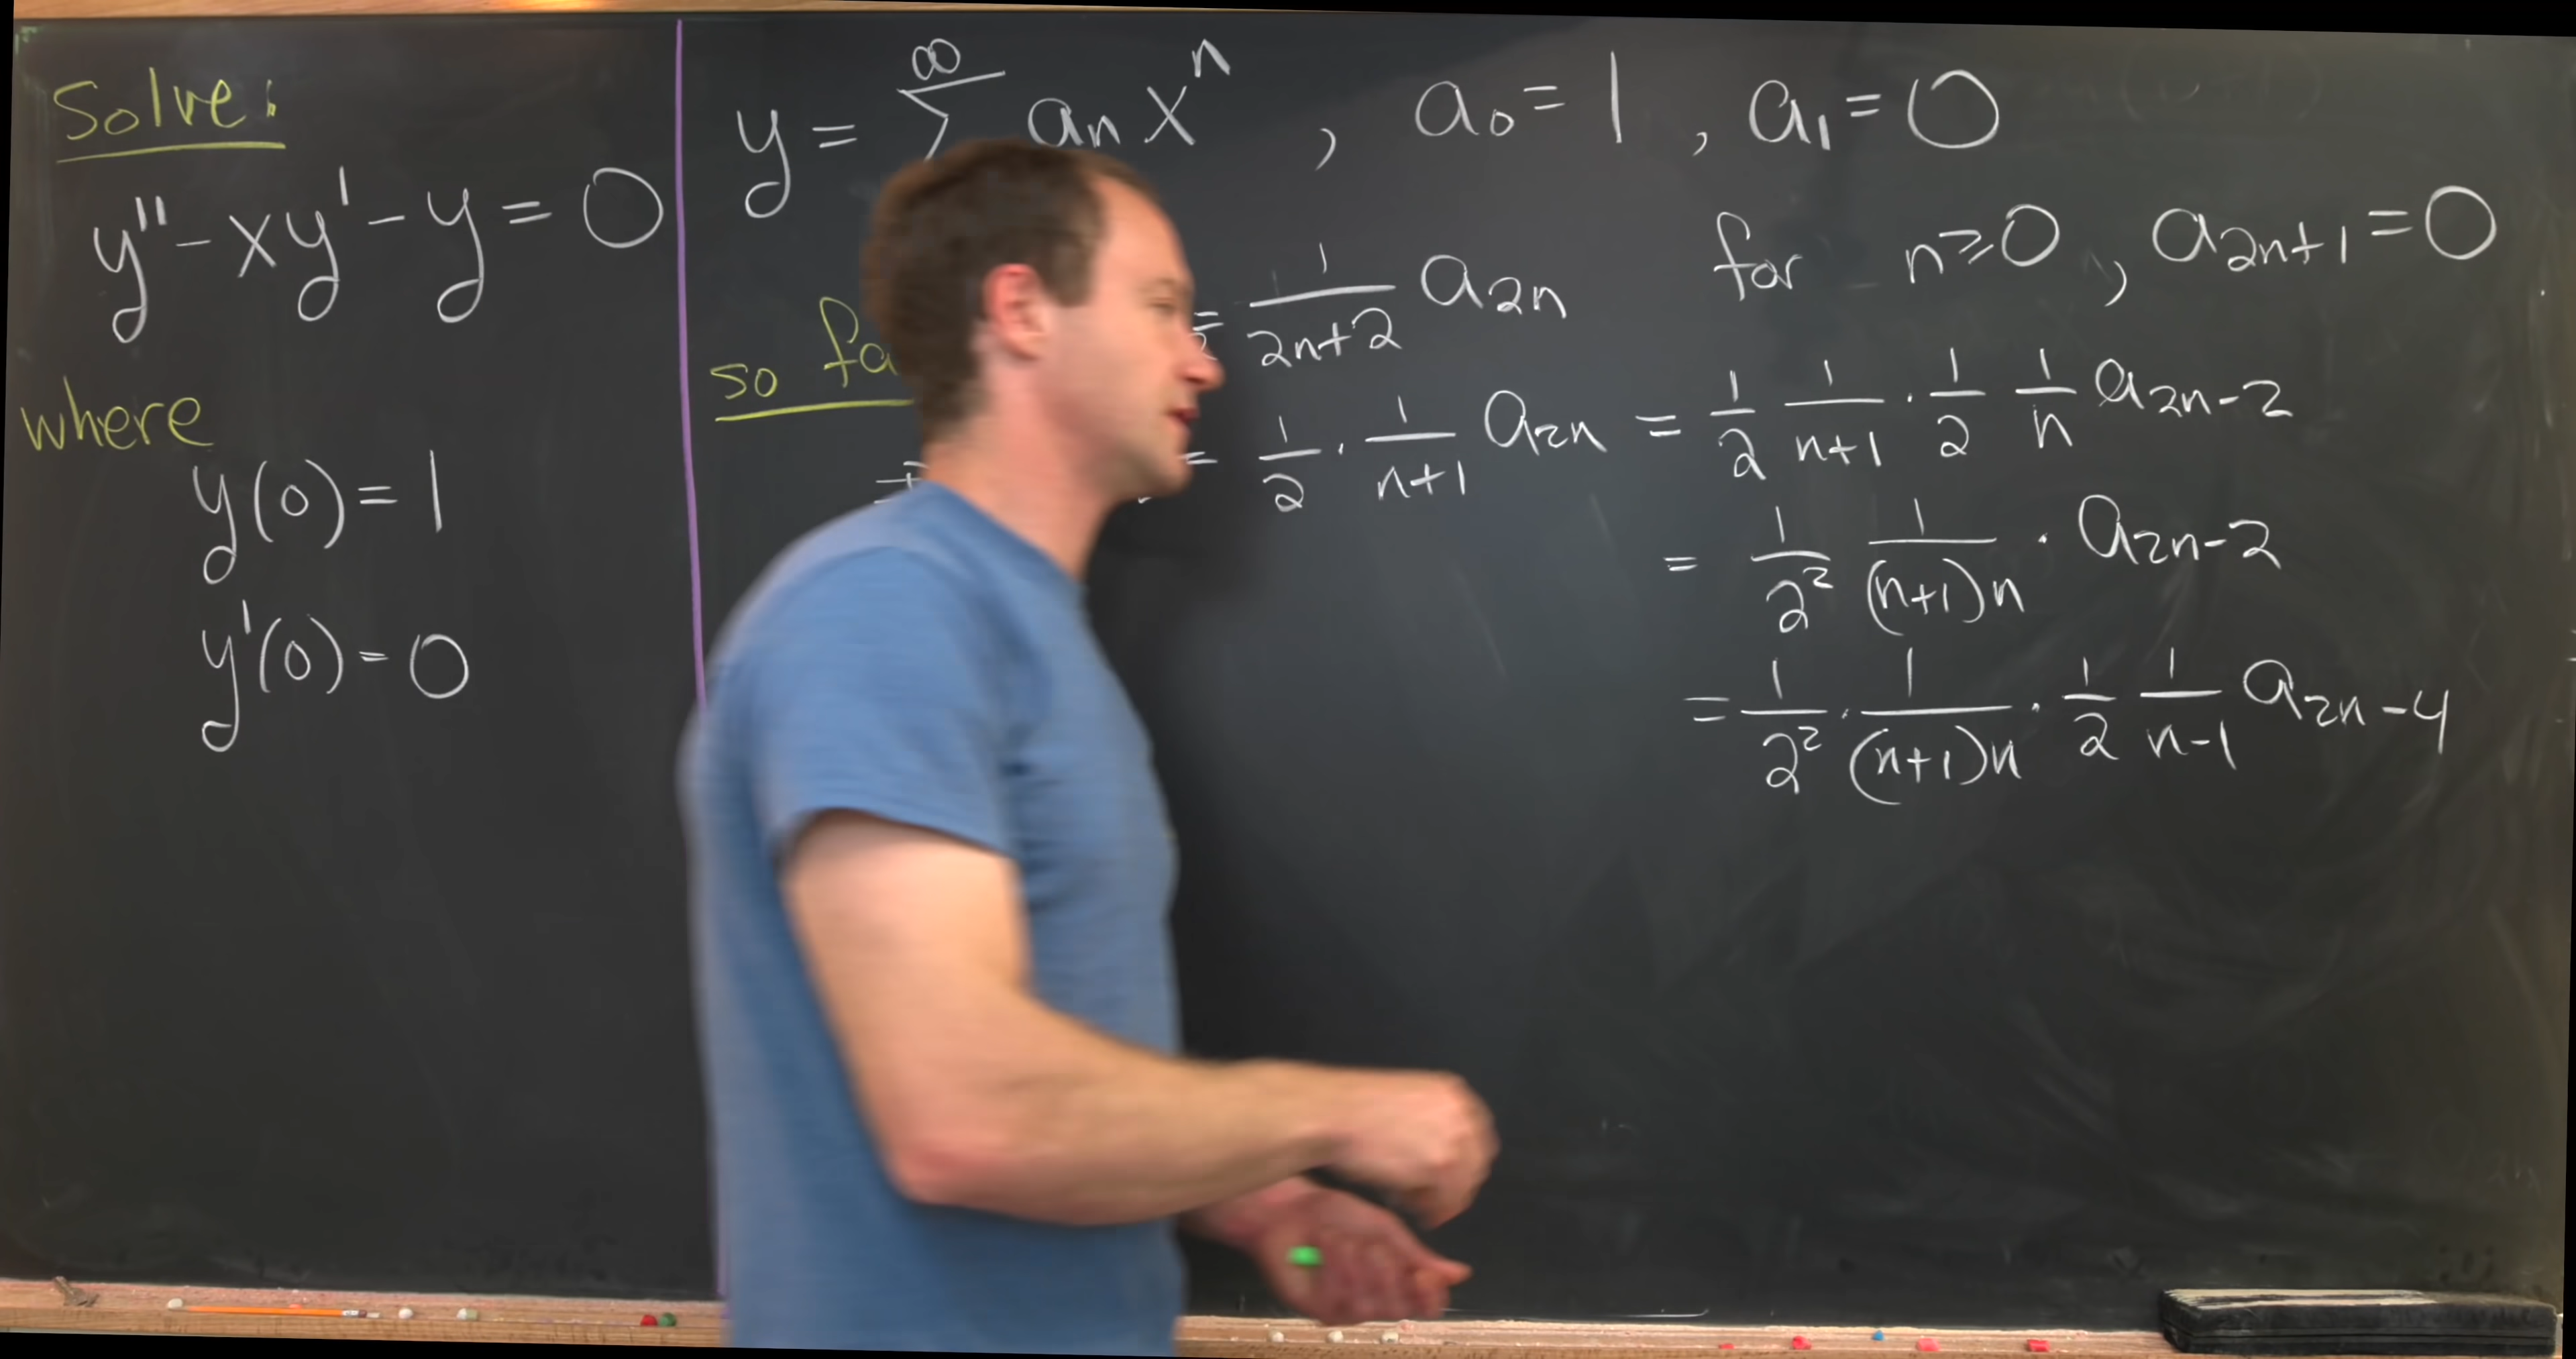 Solve:
y'' - xy' - y = 0
where
y(0) = 1
y'(0) = 0
y = ∑ ∞ aₙ xⁿ , a₀ = 1 , a₁ = 0
so
= 1/(2n+2) a₂ₙ for n ≥ 0 , a₂ₙ₊₁ = 0
= 1/2 · 1/(n+1) a₂ₙ = 1/2 1/(n+1) · 1/2 1/n a₂ₙ₋₂
= 1/2² 1/((n+1)n) · a₂ₙ₋₂
= 1/2² · 1/((n+1)n) · 1/2 1/(n-1) a₂ₙ₋₄